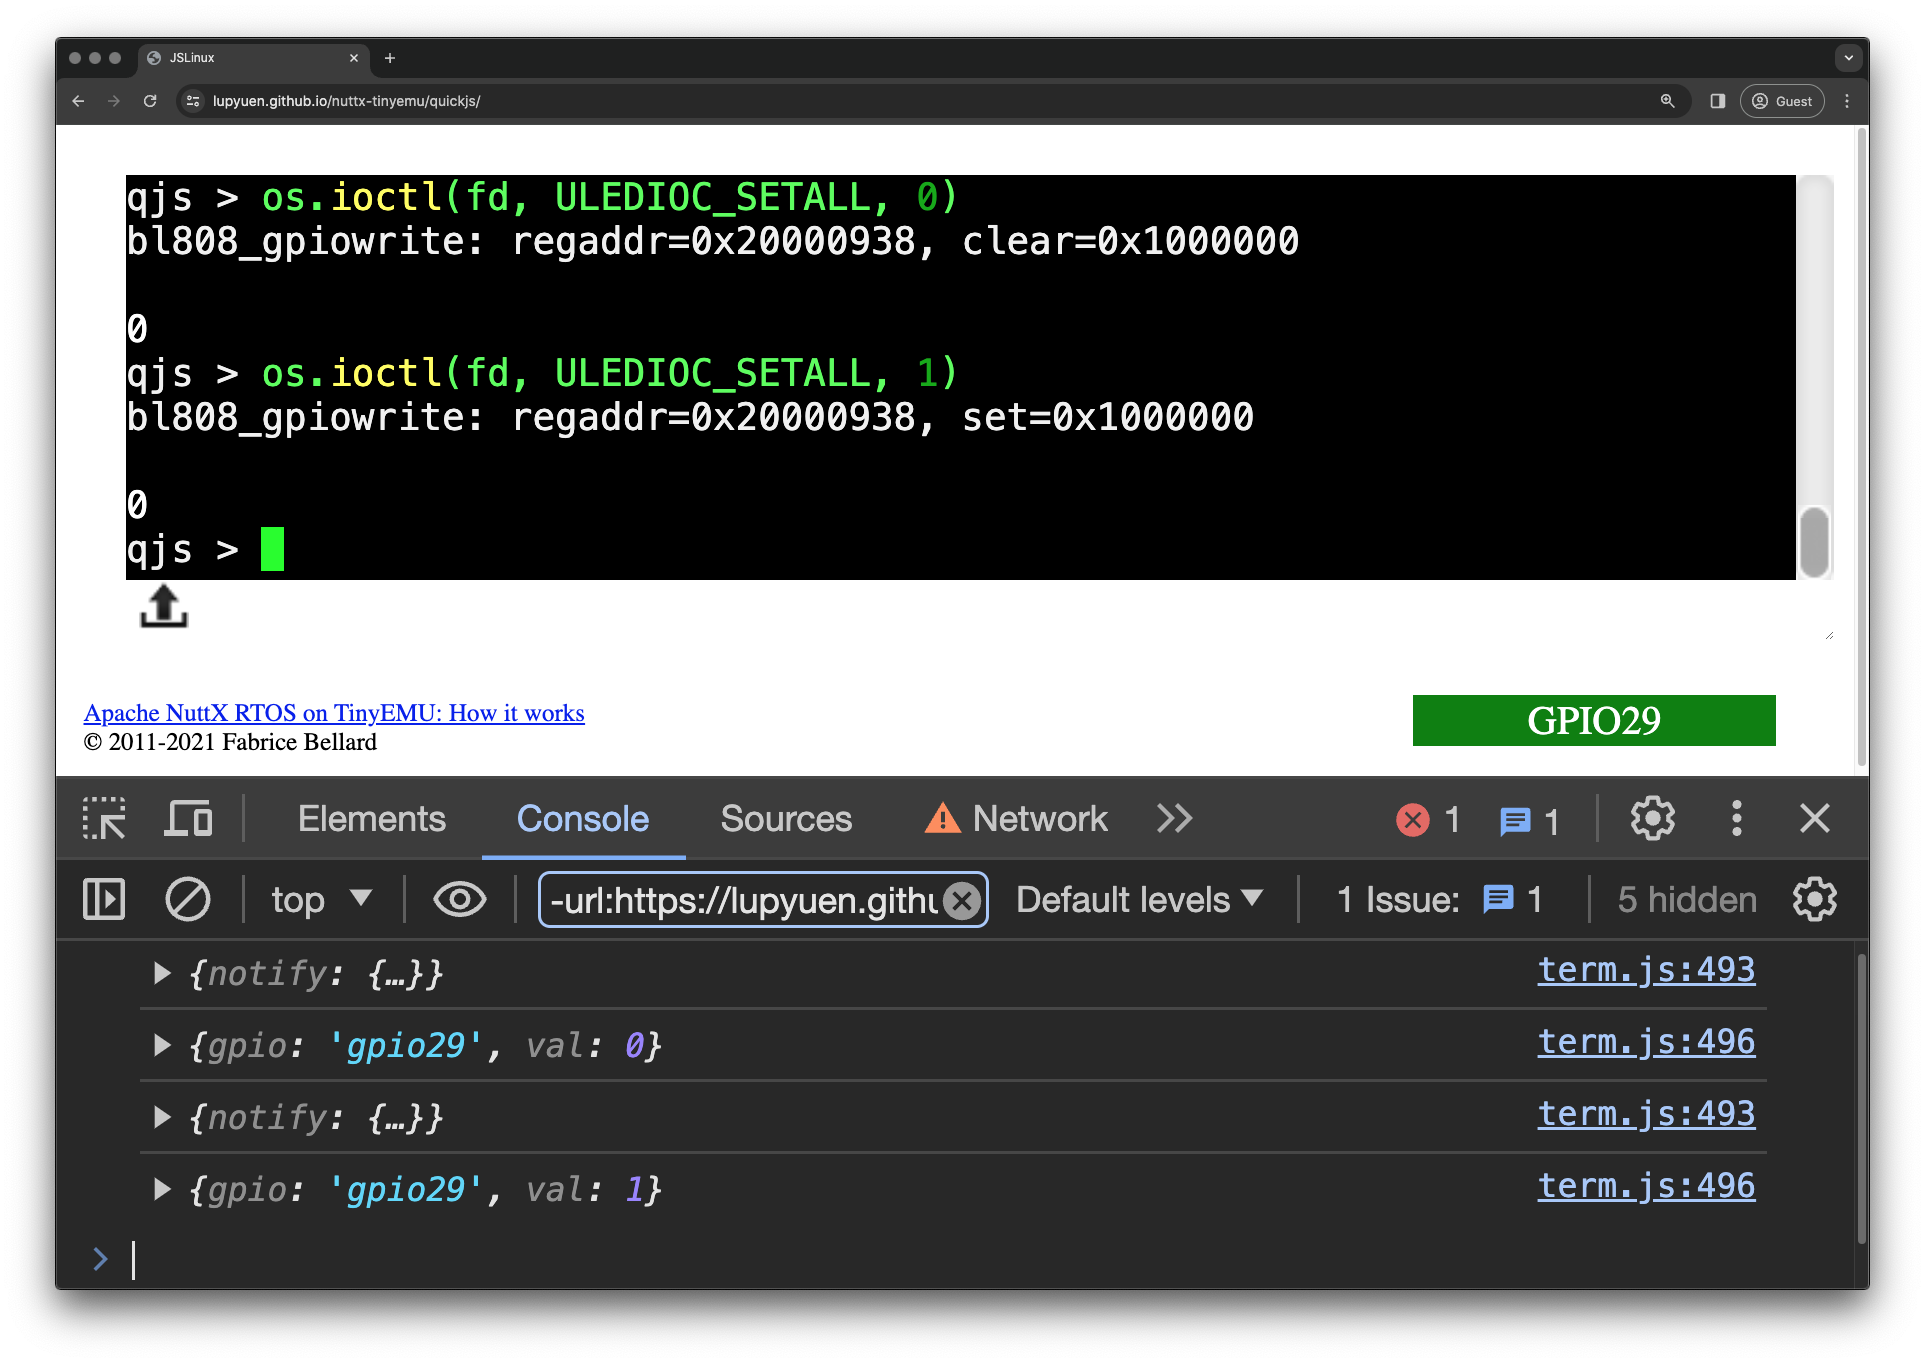 JSLinux
lupyuen.github.io/nuttx-tinyemu/quickjs/
Guest
qjs > os.ioctl(fd, ULEDIOC_SETALL, 0)
bl808_gpiowrite: regaddr=0x20000938, clear=0x1000000
0
qjs > os.ioctl(fd, ULEDIOC_SETALL, 1)
bl808_gpiowrite: regaddr=0x20000938, set=0x1000000
0
qjs >
Apache NuttX RTOS on TinyEMU: How it works
© 2011-2021 Fabrice Bellard
GPIO29
Elements Console Sources Network 1 1
top -url:https://lupyuen.githu Default levels 1 Issue: 1 5 hidden
{notify: {…}} term.js:493
{gpio: 'gpio29', val: 0} term.js:496
{notify: {…}} term.js:493
{gpio: 'gpio29', val: 1} term.js:496